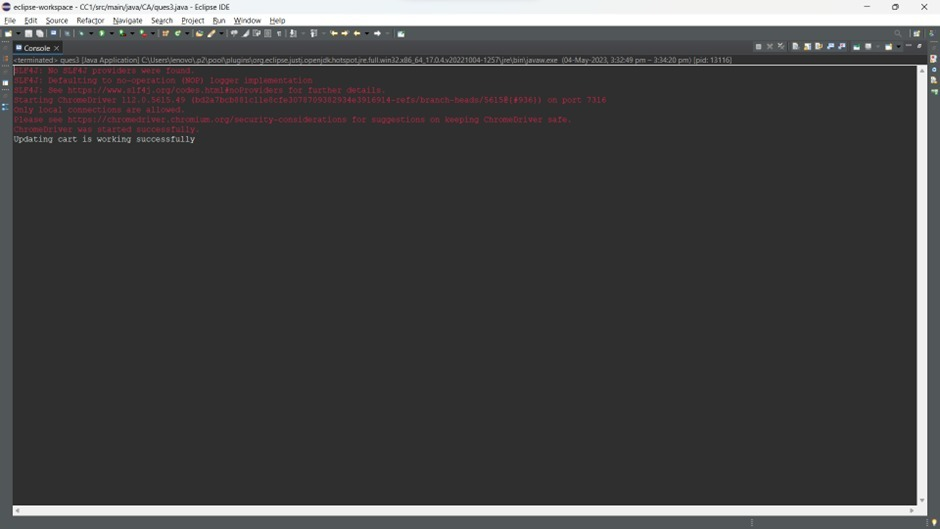 eclipse-workspace - CC1/src/main/java/CA/ques3.java - Eclipse IDE
File Edit Source Refactor Navigate Search Project Run Window Help
Console
<terminated> ques3 [Java Application] C:\Users\lenovo\.p2\pool\plugins\org.eclipse.justj.openjdk.hotspot.jre.full.win32.x86_64_17.0.4.v20221004-1257\jre\bin\javaw.exe (04-May-2023, 3:32:49 pm – 3:34:20 pm) [pid: 13116]
SLF4J: No SLF4J providers were found.
SLF4J: Defaulting to no-operation (NOP) logger implementation
SLF4J: See https://www.slf4j.org/codes.html#noProviders for further details.
Starting ChromeDriver 112.0.5615.49 on port 7316
Only local connections are allowed.
Please see https://chromedriver.chromium.org/security-considerations for suggestions on keeping ChromeDriver safe.
ChromeDriver was started successfully.
Updating cart is working successfully